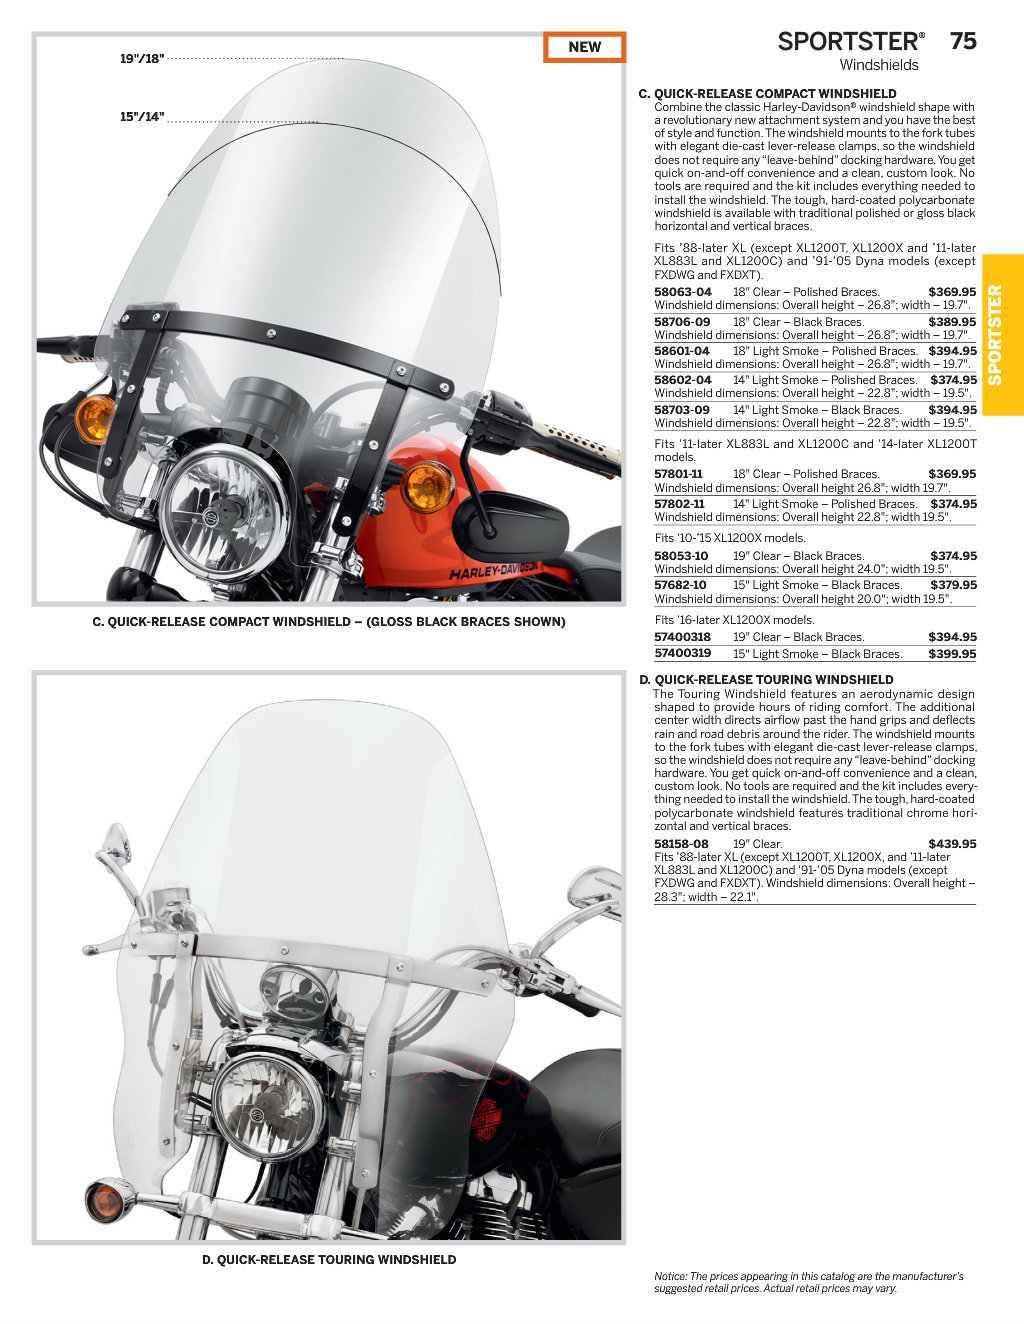 SPORTSTER® 75
Windshields
NEW
19"/18"
15"/14"
C. QUICK-RELEASE COMPACT WINDSHIELD – (GLOSS BLACK BRACES SHOWN)
HARLEY-DAVIDSON
D. QUICK-RELEASE TOURING WINDSHIELD
C. QUICK-RELEASE COMPACT WINDSHIELD
Combine the classic Harley-Davidson® windshield shape with
a revolutionary new attachment system and you have the best
of style and function. The windshield mounts to the fork tubes
with elegant die-cast lever-release clamps, so the windshield
does not require any “leave-behind” docking hardware. You get
quick on-and-off convenience and a clean, custom look. No
tools are required and the kit includes everything needed to
install the windshield. The tough, hard-coated polycarbonate
windshield is available with traditional polished or gloss black
horizontal and vertical braces.
Fits ’88-later XL (except XL1200T, XL1200X and ’11-later
XL883L and XL1200C) and ’91-’05 Dyna models (except
FXDWG and FXDXT).
58063-04 18" Clear – Polished Braces. $369.95
Windshield dimensions: Overall height – 26.8"; width – 19.7".
58706-09 18" Clear – Black Braces. $389.95
Windshield dimensions: Overall height – 26.8"; width – 19.7".
58601-04 18" Light Smoke – Polished Braces. $394.95
Windshield dimensions: Overall height – 26.8"; width – 19.7".
58602-04 14" Light Smoke – Polished Braces. $374.95
Windshield dimensions: Overall height – 22.8"; width – 19.5".
58703-09 14" Light Smoke – Black Braces. $394.95
Windshield dimensions: Overall height – 22.8"; width – 19.5".
Fits '11-later XL883L and XL1200C and '14-later XL1200T
models.
57801-11 18" Clear – Polished Braces. $369.95
Windshield dimensions: Overall height 26.8"; width 19.7".
57802-11 14" Light Smoke – Polished Braces. $374.95
Windshield dimensions: Overall height 22.8"; width 19.5".
Fits '10-’15 XL1200X models.
58053-10 19" Clear – Black Braces. $374.95
Windshield dimensions: Overall height 24.0"; width 19.5".
57682-10 15" Light Smoke – Black Braces. $379.95
Windshield dimensions: Overall height 20.0"; width 19.5".
Fits '16-later XL1200X models.
57400318 19" Clear – Black Braces. $394.95
57400319 15" Light Smoke – Black Braces. $399.95
D. QUICK-RELEASE TOURING WINDSHIELD
The Touring Windshield features an aerodynamic design
shaped to provide hours of riding comfort. The additional
center width directs airflow past the hand grips and deflects
rain and road debris around the rider. The windshield mounts
to the fork tubes with elegant die-cast lever-release clamps,
so the windshield does not require any “leave-behind” docking
hardware. You get quick on-and-off convenience and a clean,
custom look. No tools are required and the kit includes every-
thing needed to install the windshield. The tough, hard-coated
polycarbonate windshield features traditional chrome hori-
zontal and vertical braces.
58158-08 19" Clear. $439.95
Fits ’88-later XL (except XL1200T, XL1200X, and ’11-later
XL883L and XL1200C) and '91-'05 Dyna models (except
FXDWG and FXDXT). Windshield dimensions: Overall height –
28.3"; width – 22.1".
SPORTSTER
Notice: The prices appearing in this catalog are the manufacturer’s
suggested retail prices. Actual retail prices may vary.